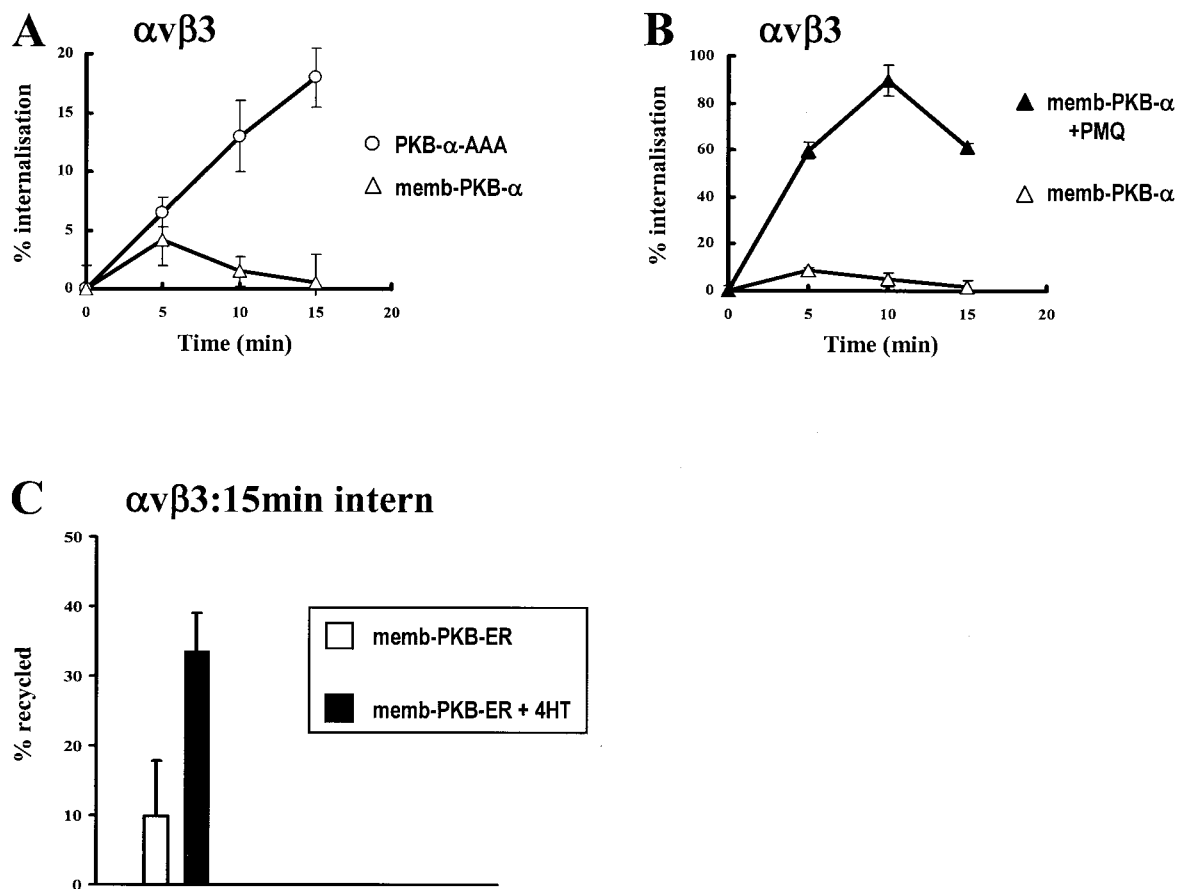 A αvβ3
% internalisation
20
15
10
5
0
0 5 10 15 20
Time (min)
PKB-α-AAA
memb-PKB-α
B αvβ3
% internalisation
100
80
60
40
20
0
0 5 10 15 20
Time (min)
memb-PKB-α
+PMQ
memb-PKB-α
C αvβ3:15min intern
% recycled
50
40
30
20
10
0
memb-PKB-ER
memb-PKB-ER + 4HT